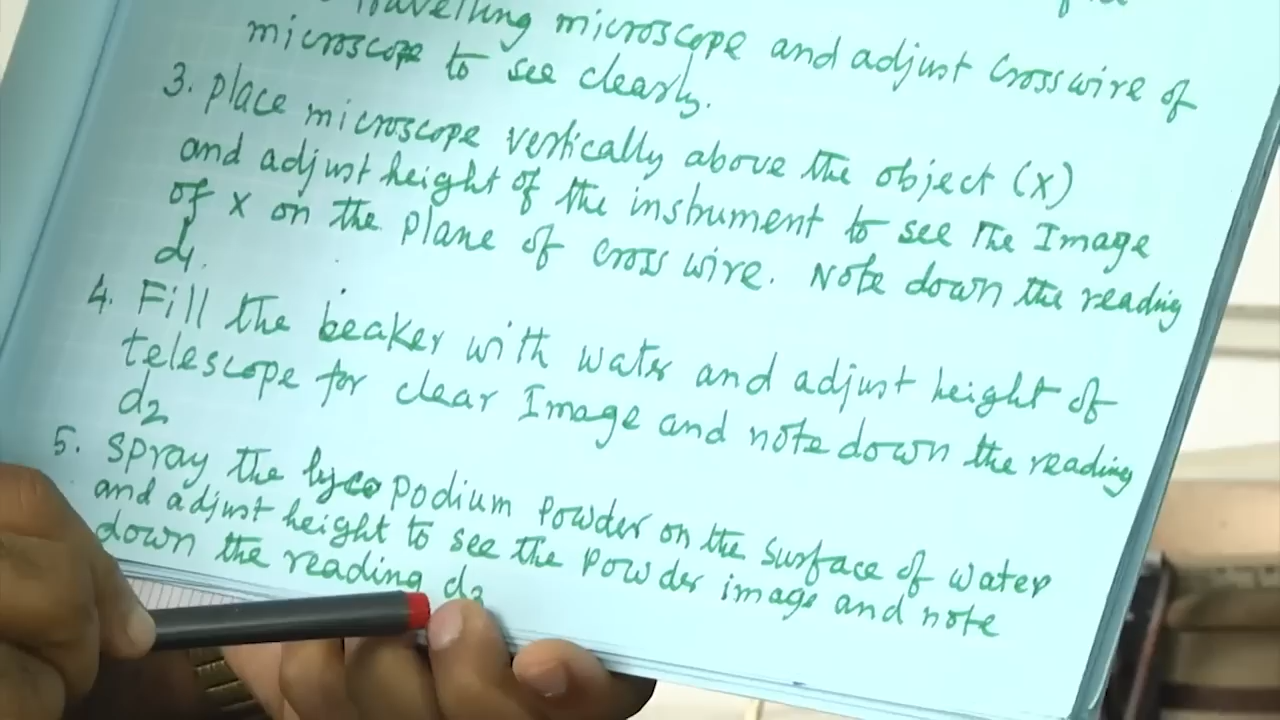 Travelling microscope and adjust Crosswire of
microscope to see clearly.
3. place microscope vertically above the object (X)
and adjust height of the instrument to see The Image
of X on the plane of cross wire. Note down the reading
d1.
4. Fill the beaker with water and adjust height of
telescope for clear Image and note down the reading
d2
5. Spray the lyco podium powder on the surface of water
and adjust height to see the powder image and note
down the reading d3